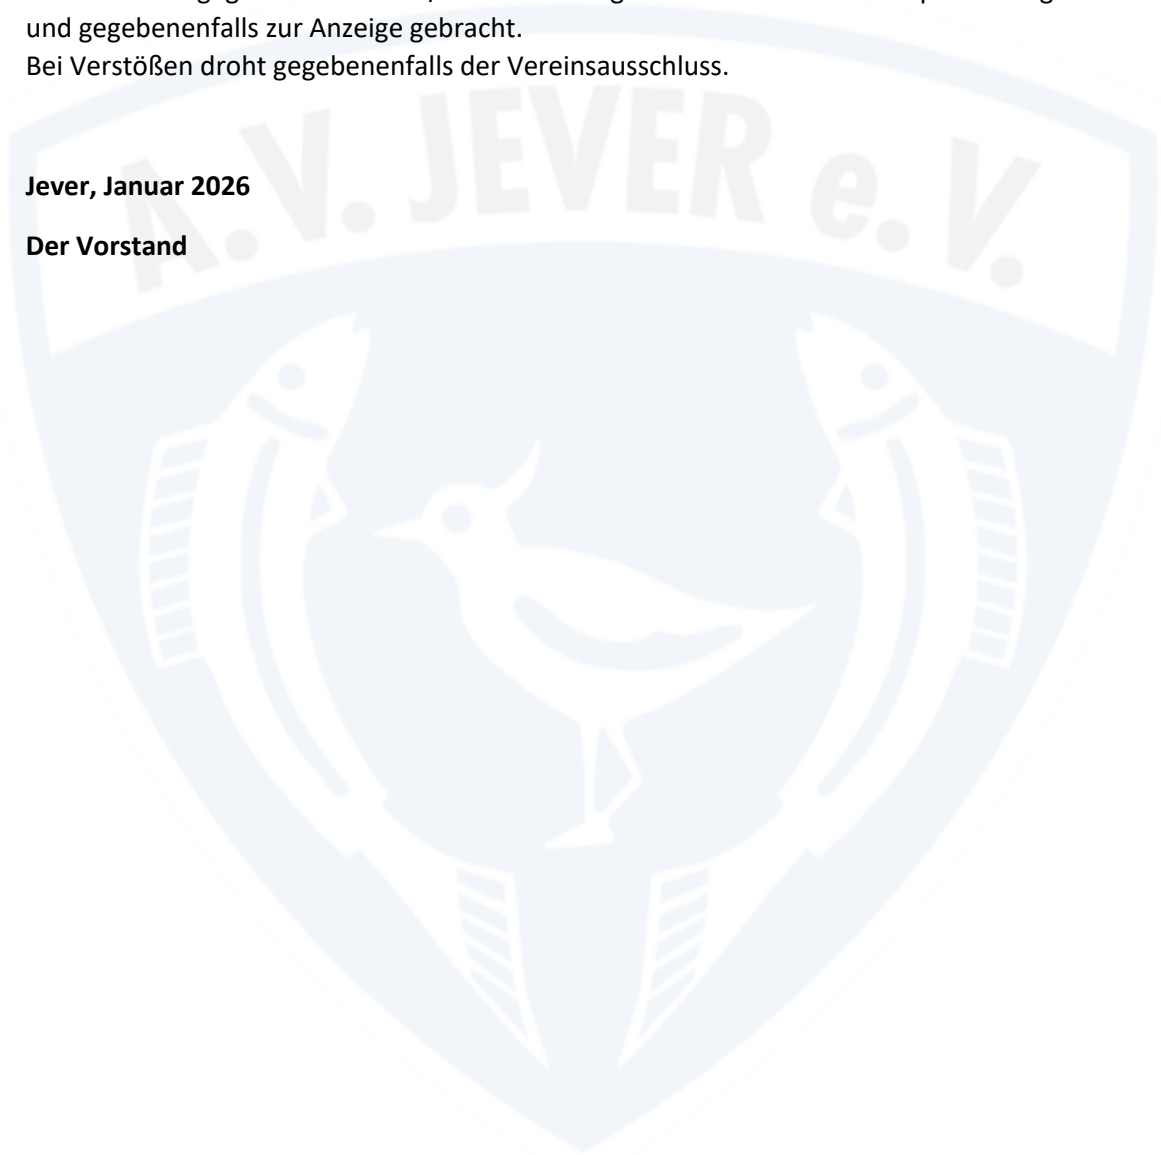 und gegebenenfalls zur Anzeige gebracht.
Bei Verstößen droht gegebenenfalls der Vereinsausschluss.
A.V. JEVER e.V.
Jever, Januar 2026
Der Vorstand